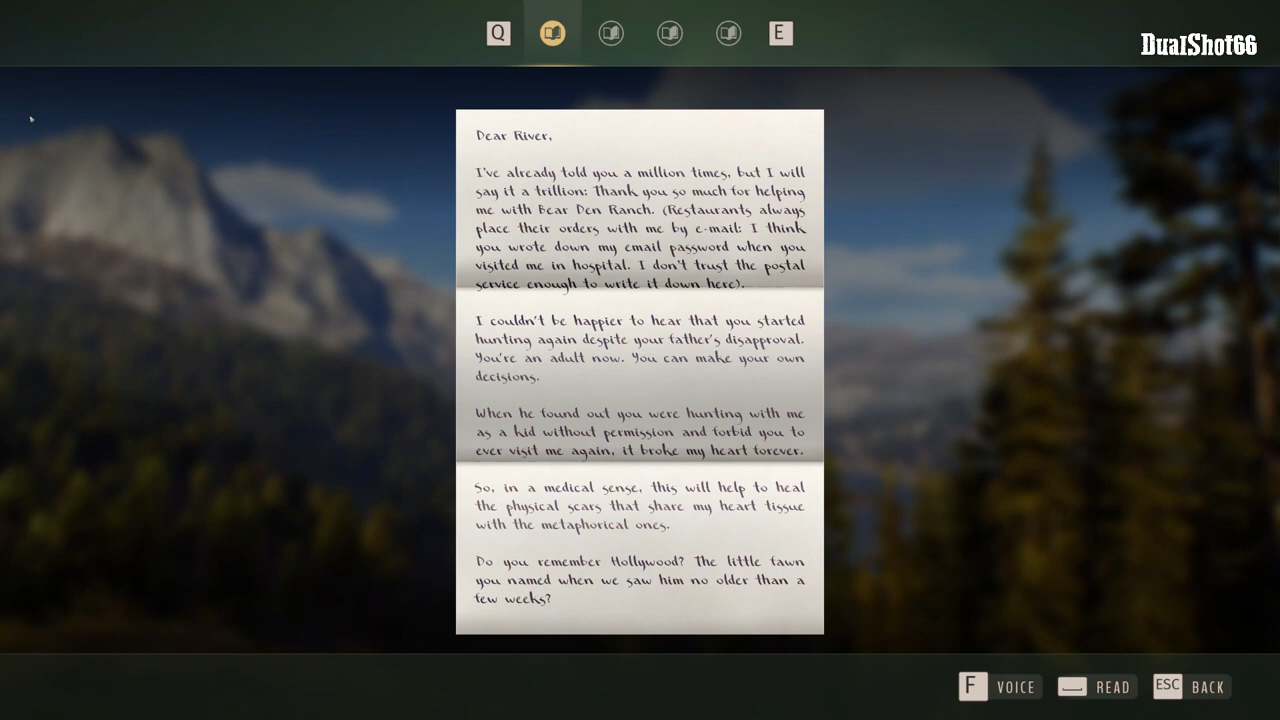 Q
E
DualShot66
Dear River,
I've already told you a million times, but I will
say it a trillion: Thank you so much for helping
me with Bear Den Ranch. (Restaurants always
place their orders with me by e-mail: I think
you wrote down my email password when you
visited me in hospital. I don't trust the postal
service enough to write it down here).
I couldn't be happier to hear that you started
hunting again despite your father's disapproval.
You're an adult now. You can make your own
decisions.
When he found out you were hunting with me
as a kid without permission and forbid you to
ever visit me again, it broke my heart forever.
So, in a medical sense, this will help to heal
the physical scars that share my heart tissue
with the metaphorical ones.
Do you remember Hollywood? The little fawn
you named when we saw him no older than a
few weeks?
F VOICE READ ESC BACK